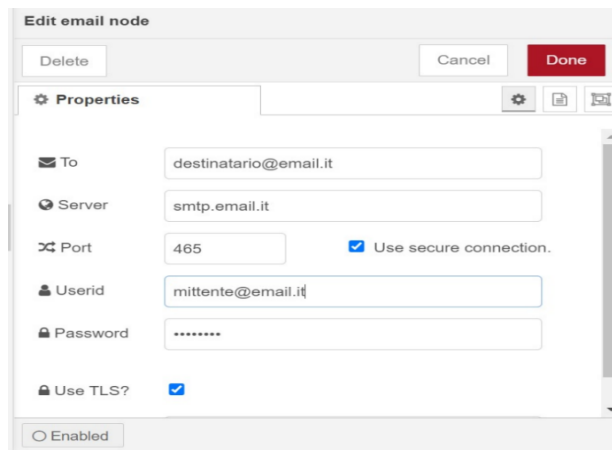 Edit email node
Delete Cancel Done
Properties
To destinatario@email.it
Server smtp.email.it
Port 465 Use secure connection.
Userid mittente@email.it
Password ••••••••
Use TLS?
Enabled